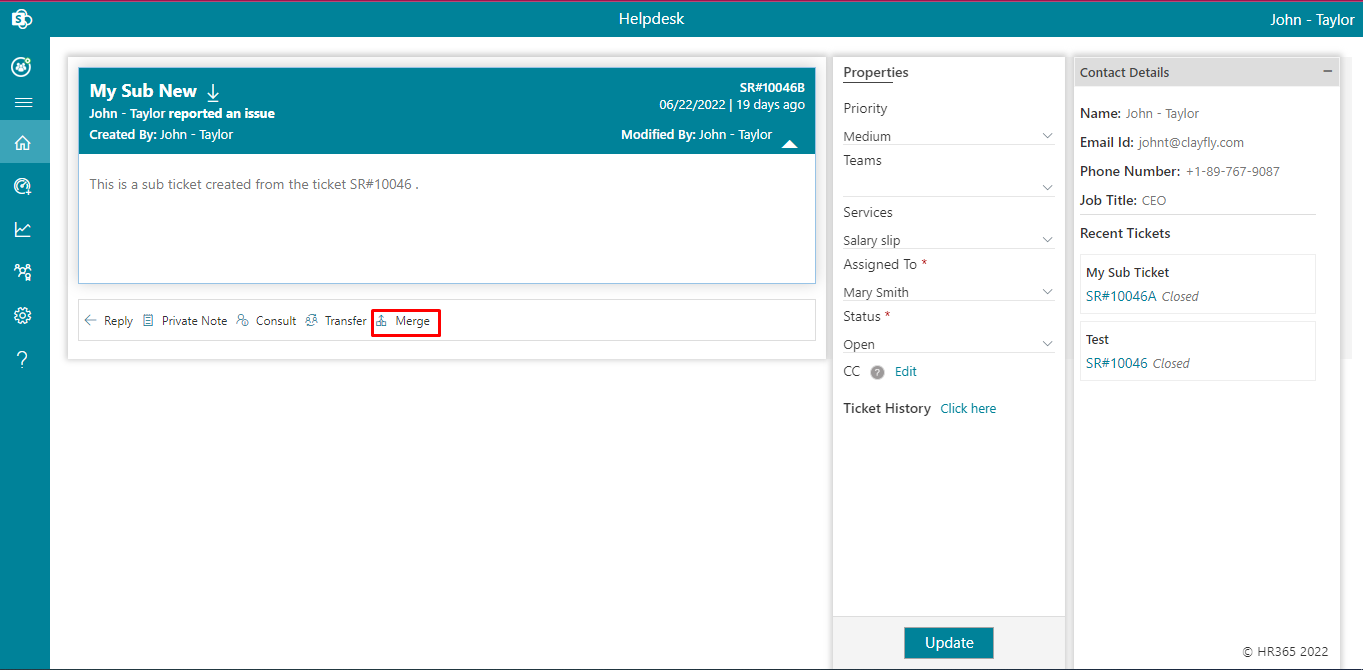 Helpdesk
John - Taylor
My Sub New
SR#10046B
06/22/2022 | 19 days ago
John - Taylor reported an issue
Created By: John - Taylor
Modified By: John - Taylor
This is a sub ticket created from the ticket SR#10046 .
Reply Private Note Consult Transfer Merge
Properties
Priority
Medium
Teams
Services
Salary slip
Assigned To *
Mary Smith
Status *
Open
CC ? Edit
Ticket History Click here
Update
Contact Details
Name: John - Taylor
Email Id: johnt@clayfly.com
Phone Number: +1-89-767-9087
Job Title: CEO
Recent Tickets
My Sub Ticket
SR#10046A Closed
Test
SR#10046 Closed
© HR365 2022